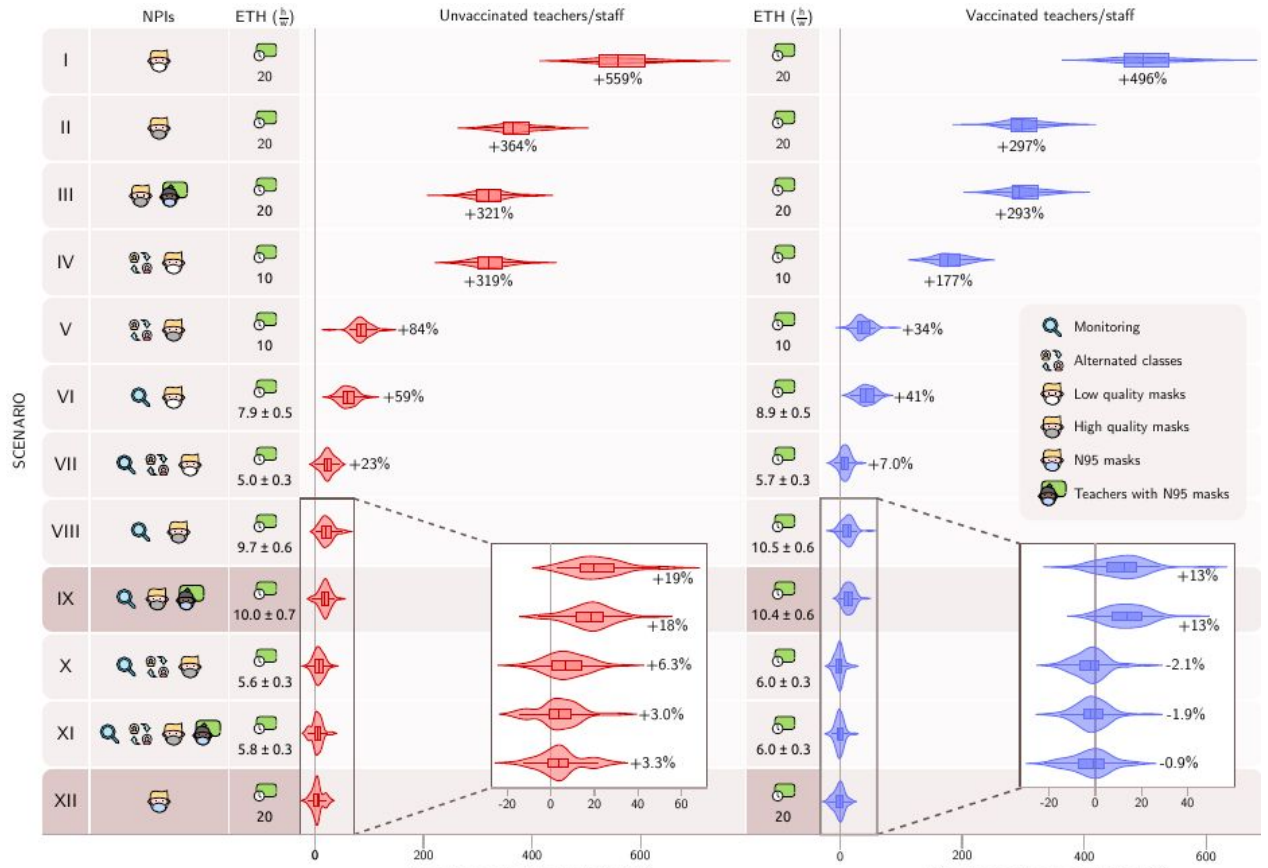 NPIs ETH (h/w) Unvaccinated teachers/staff ETH (h/w) Vaccinated teachers/staff
SCENARIO
I 20 +559% 20 +496%
II 20 +364% 20 +297%
III 20 +321% 20 +293%
IV 10 +319% 10 +177%
V 10 +84% 10 +34%
VI 7.9 ± 0.5 +59% 8.9 ± 0.5 +41%
VII 5.0 ± 0.3 +23% 5.7 ± 0.3 +7.0%
VIII 9.7 ± 0.6 10.5 ± 0.6
IX 10.0 ± 0.7 10.4 ± 0.6
X 5.6 ± 0.3 6.0 ± 0.3
XI 5.8 ± 0.3 6.0 ± 0.3
XII 20 20
+19%
+18%
+6.3%
+3.0%
+3.3%
-20 0 20 40 60
+13%
+13%
-2.1%
-1.9%
-0.9%
-20 0 20 40
Monitoring
Alternated classes
Low quality masks
High quality masks
N95 masks
Teachers with N95 masks
0 200 400 600 0 200 400 600